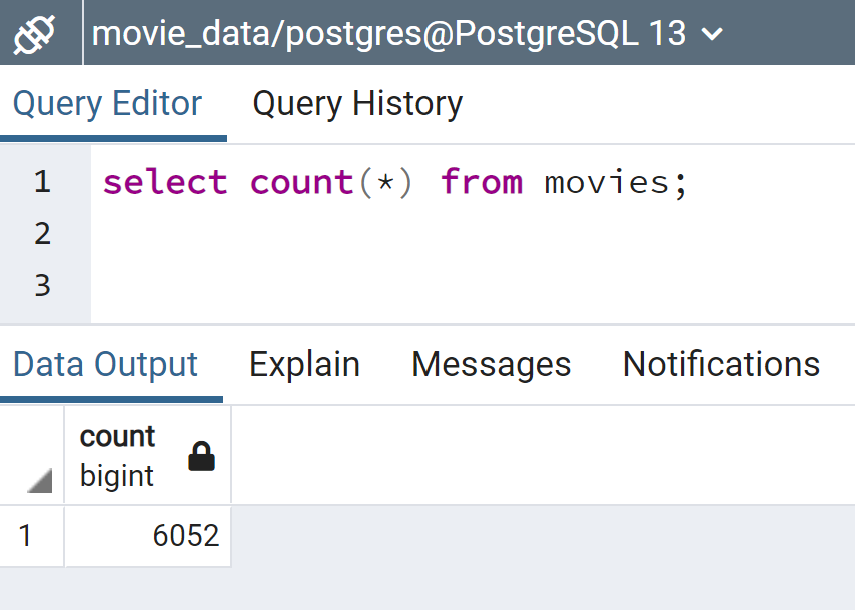 movie_data/postgres@PostgreSQL 13
Query Editor Query History
1 select count(*) from movies;
2
3
Data Output Explain Messages Notifications
count
bigint
1 6052